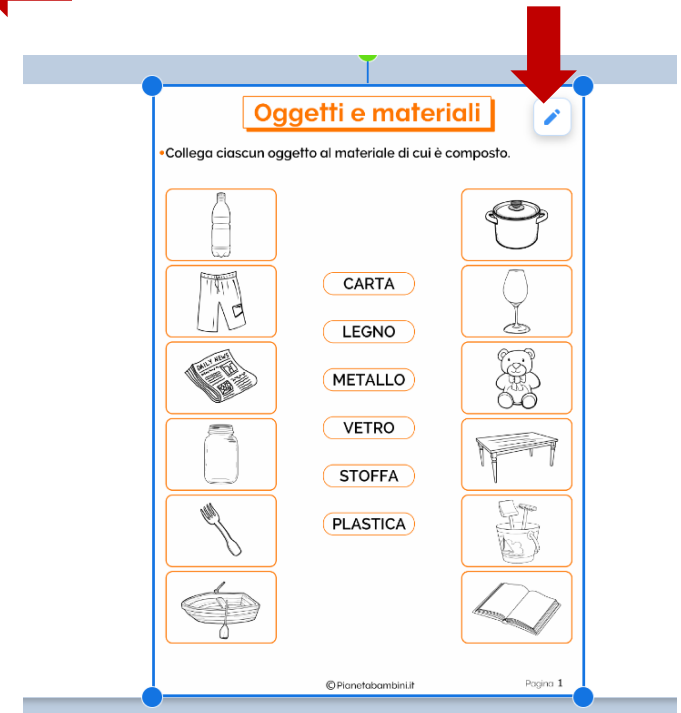 Oggetti e materiali
•Collega ciascun oggetto al materiale di cui è composto.
DAILY NEWS
CARTA
LEGNO
METALLO
VETRO
STOFFA
PLASTICA
©Pianetabambini.it
Pagina 1